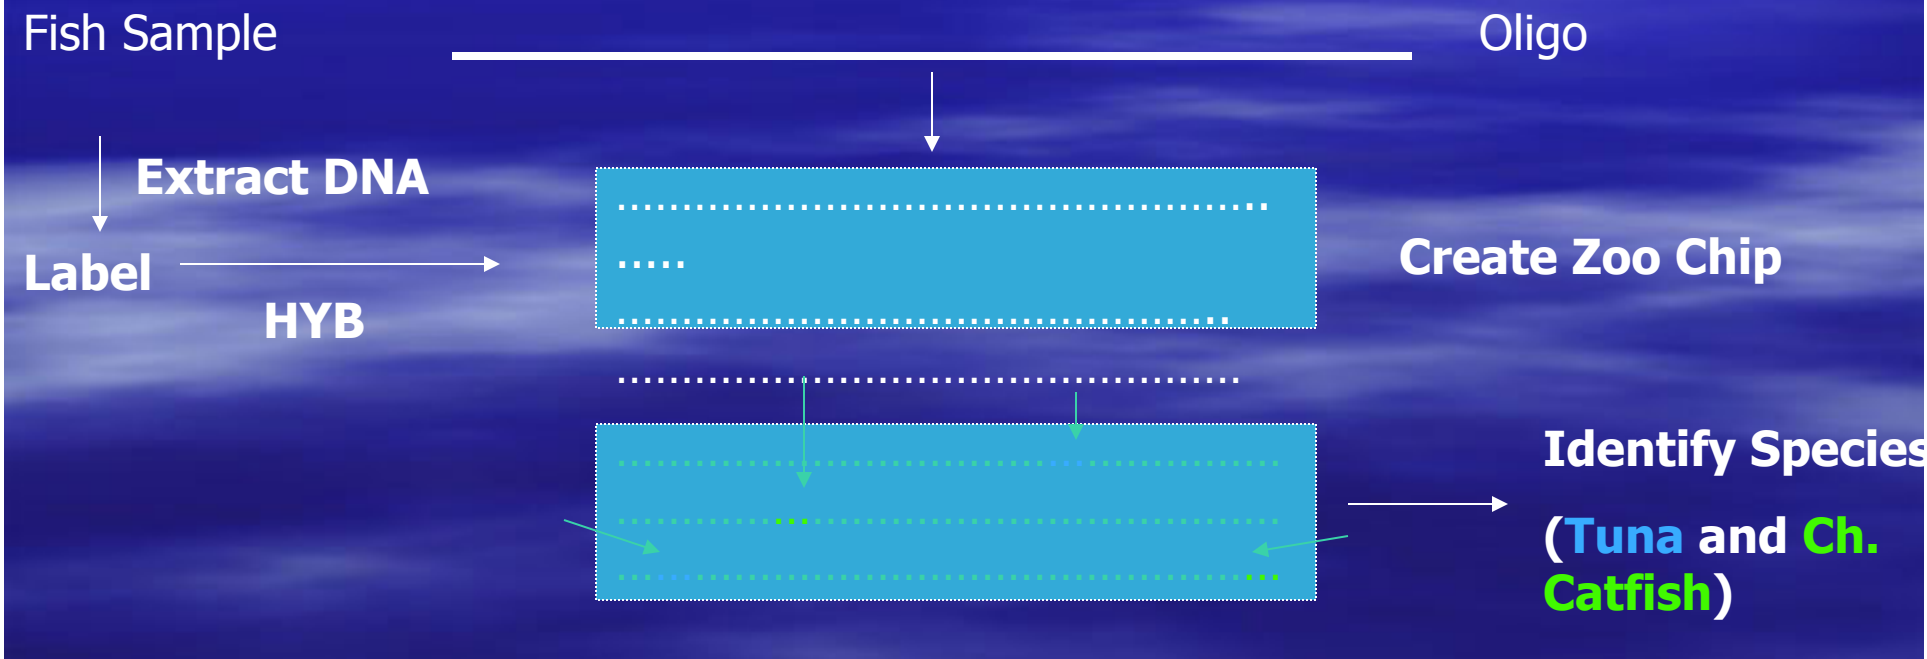 Fish Sample
Oligo
Extract DNA
Label
HYB
Create Zoo Chip
Identify Species
(Tuna and Ch.
Catfish)